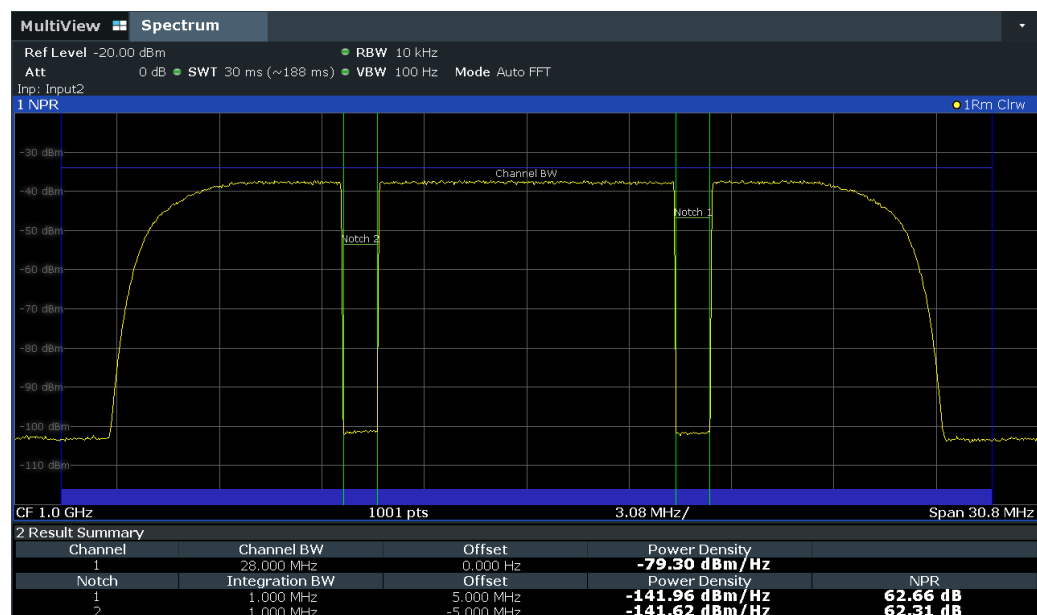 MultiView Spectrum
Ref Level -20.00 dBm RBW 10 kHz
Att 0 dB SWT 30 ms (~188 ms) VBW 100 Hz Mode Auto FFT
Inp: Input2
1 NPR 1Rm Clrw
-30 dBm
Channel BW
-40 dBm
Notch 1
-50 dBm
Notch 2
-60 dBm
-70 dBm
-80 dBm
-90 dBm
-100 dBm
-110 dBm
CF 1.0 GHz 1001 pts 3.08 MHz/ Span 30.8 MHz
2 Result Summary
Channel Channel BW Offset Power Density
1 28.000 MHz 0.000 Hz -79.30 dBm/Hz
Notch Integration BW Offset Power Density NPR
1 1.000 MHz 5.000 MHz -141.96 dBm/Hz 62.66 dB
2 1.000 MHz -5.000 MHz -141.62 dBm/Hz 62.31 dB